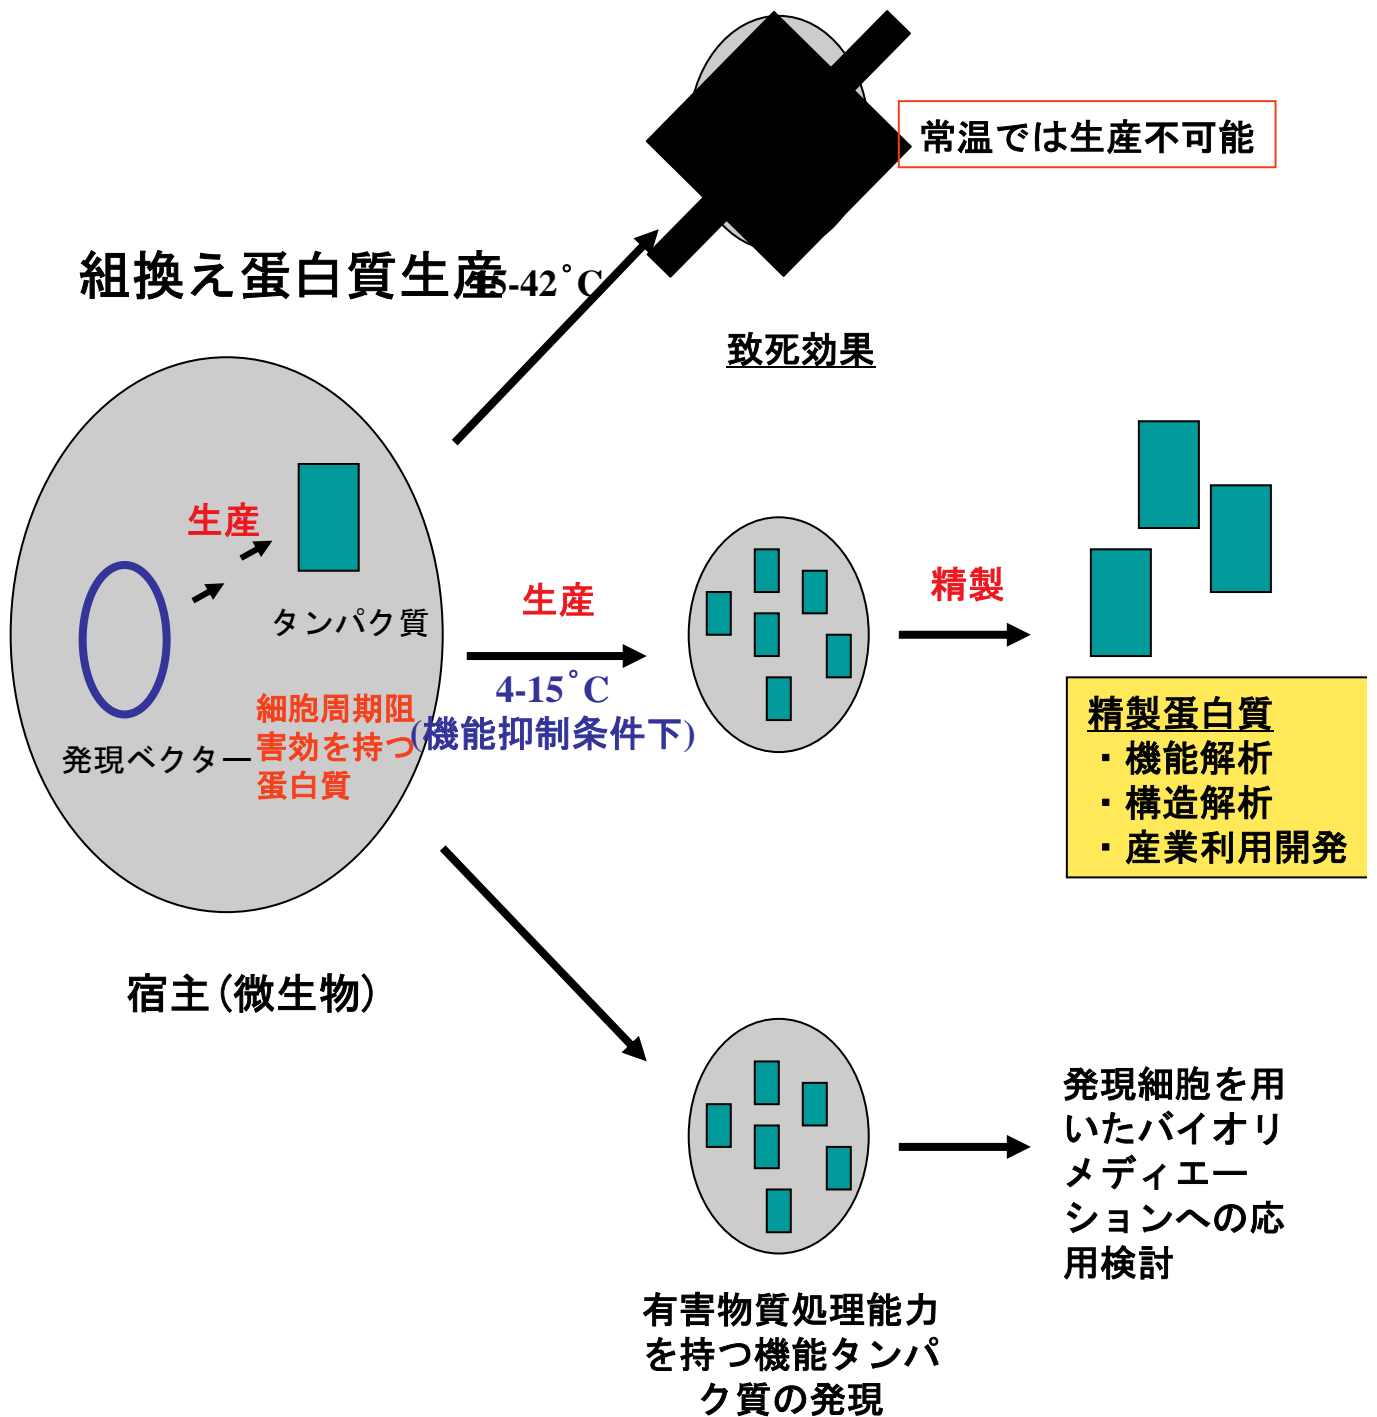 常温では生産不可能
組換え蛋白質生産
5-42˚C
致死効果
生産
タンパク質
発現ベクター
細胞周期阻
害効を持つ
蛋白質
生産
4-15˚C
(機能抑制条件下)
精製
精製蛋白質
・機能解析
・構造解析
・産業利用開発
宿主(微生物)
発現細胞を用
いたバイオリ
メディエー
ションへの応
用検討
有害物質処理能力
を持つ機能タンパ
ク質の発現